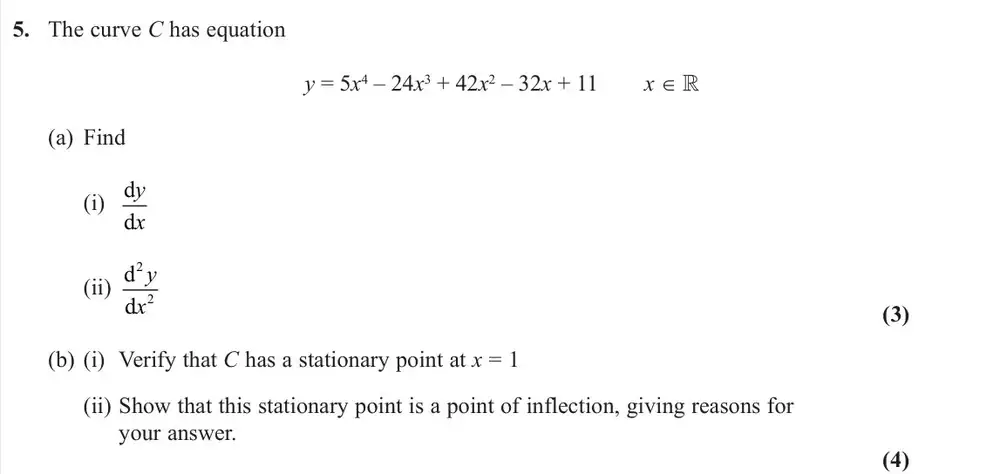 5. The curve C has equation
y = 5x⁴ – 24x³ + 42x² – 32x + 11 x ∈ ℝ
(a) Find
(i) dy/dx
(ii) d²y/dx²
(3)
(b) (i) Verify that C has a stationary point at x = 1
(ii) Show that this stationary point is a point of inflection, giving reasons for
your answer.
(4)